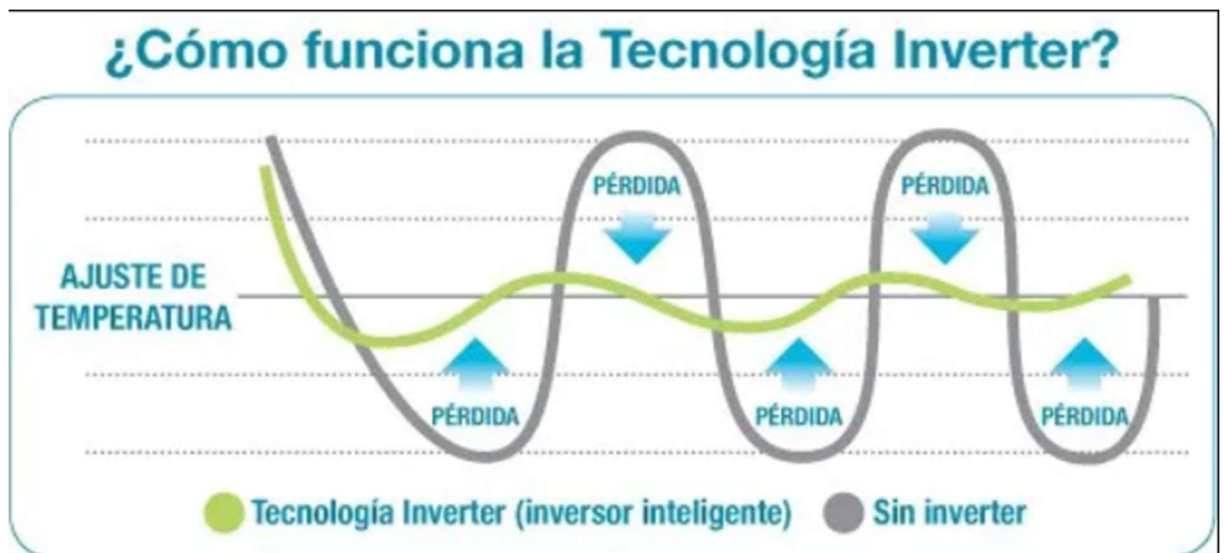 ¿Cómo funciona la Tecnología Inverter?
PÉRDIDA
PÉRDIDA
AJUSTE DE
TEMPERATURA
PÉRDIDA
PÉRDIDA
PÉRDIDA
Tecnología Inverter (inversor inteligente)
Sin inverter